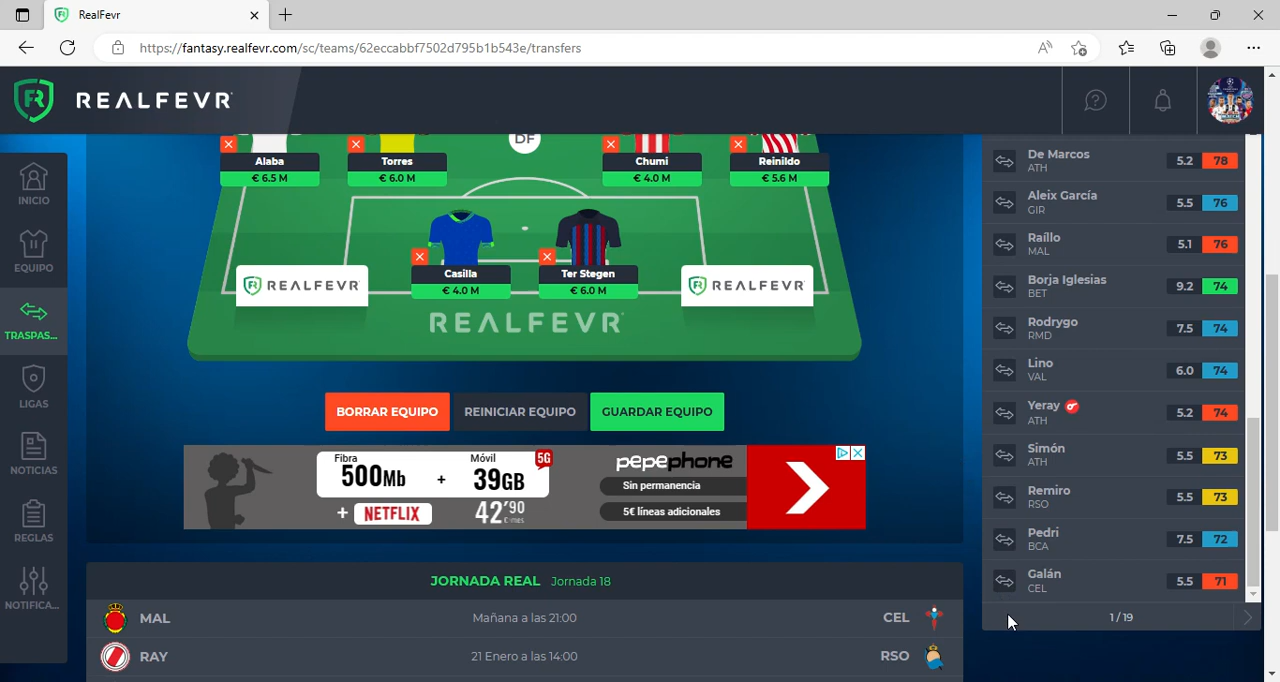 RealFevr
https://fantasy.realfevr.com/sc/teams/62eccabbf7502d795b1b543e/transfers
FR REALFEVR
INICIO
EQUIPO
TRASPAS...
LIGAS
NOTICIAS
REGLAS
NOTIFICA...
DF
Alaba
€ 6.5 M
Torres
€ 6.0 M
Chumi
€ 4.0 M
Reinildo
€ 5.6 M
Casilla
€ 4.0 M
Ter Stegen
€ 6.0 M
REALFEVR
REALFEVR
REALFEVR
BORRAR EQUIPO
REINICIAR EQUIPO
GUARDAR EQUIPO
Fibra
500Mb
+
Móvil
39GB
5G
+ NETFLIX
42'90 €/mes
pepephone
Sin permanencia
5€ líneas adicionales
JORNADA REAL Jornada 18
MAL Mañana a las 21:00 CEL
RAY 21 Enero a las 14:00 RSO
De Marcos
ATH
5.2 78
Aleix García
GIR
5.5 76
Raíllo
MAL
5.1 76
Borja Iglesias
BET
9.2 74
Rodrygo
RMD
7.5 74
Lino
VAL
6.0 74
Yeray
ATH
5.2 74
Simón
ATH
5.5 73
Remiro
RSO
5.5 73
Pedri
BCA
7.5 72
Galán
CEL
5.5 71
1 / 19